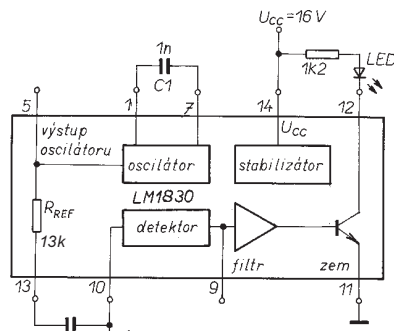 U_CC=16V
1n
C1
1k2
LED
5
1
7
14
12
výstup
oscilátoru
U_CC
oscilátor
stabilizátor
LM1830
R_REF
13k
detektor
filtr
zem
13
10
9
11